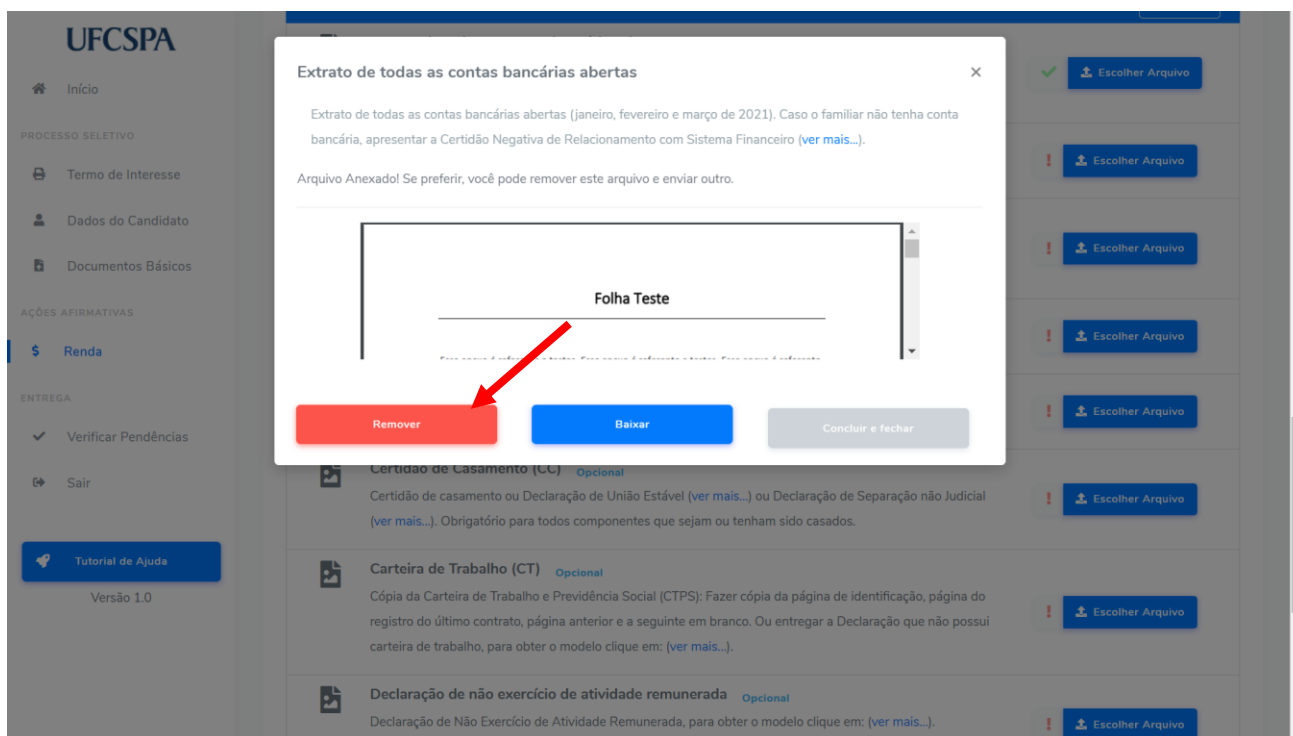 UFCSPA
Início
PROCESSO SELETIVO
Termo de Interesse
Dados do Candidato
Documentos Básicos
AÇÕES AFIRMATIVAS
$ Renda
ENTREGA
Verificar Pendências
Sair
Tutorial de Ajuda
Versão 1.0
Extrato de todas as contas bancárias abertas ×
Extrato de todas as contas bancárias abertas (janeiro, fevereiro e março de 2021). Caso o familiar não tenha conta
bancária, apresentar a Certidão Negativa de Relacionamento com Sistema Financeiro (ver mais...).
Arquivo Anexado! Se preferir, você pode remover este arquivo e enviar outro.
Folha Teste
Remover
Baixar
Concluir e fechar
Escolher Arquivo
! Escolher Arquivo
! Escolher Arquivo
! Escolher Arquivo
! Escolher Arquivo
Certidão de Casamento (CC) Opcional
Certidão de casamento ou Declaração de União Estável (ver mais...) ou Declaração de Separação não Judicial
(ver mais...). Obrigatório para todos componentes que sejam ou tenham sido casados.
! Escolher Arquivo
Carteira de Trabalho (CT) Opcional
Cópia da Carteira de Trabalho e Previdência Social (CTPS): Fazer cópia da página de identificação, página do
registro do último contrato, página anterior e a seguinte em branco. Ou entregar a Declaração que não possui
carteira de trabalho, para obter o modelo clique em: (ver mais...).
! Escolher Arquivo
Declaração de não exercício de atividade remunerada Opcional
Declaração de Não Exercício de Atividade Remunerada, para obter o modelo clique em: (ver mais...).
! Escolher Arquivo